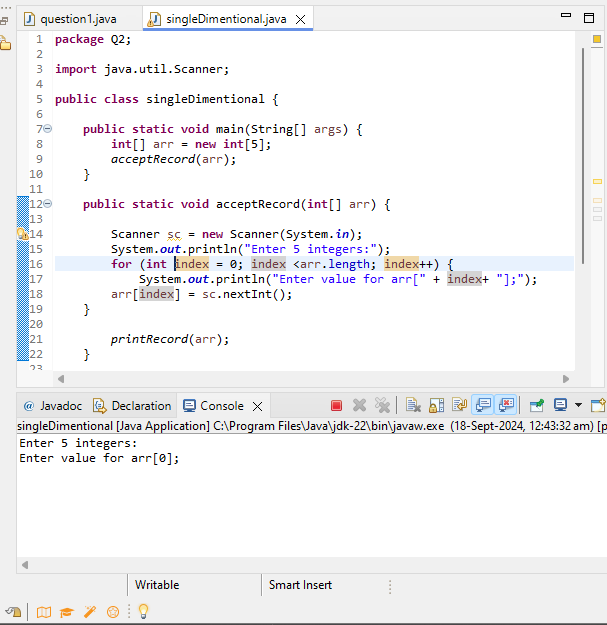 question1.java singleDimentional.java
1 package Q2;
2
3 import java.util.Scanner;
4
5 public class singleDimentional {
6
7 public static void main(String[] args) {
8 int[] arr = new int[5];
9 acceptRecord(arr);
10 }
11
12 public static void acceptRecord(int[] arr) {
13
14 Scanner sc = new Scanner(System.in);
15 System.out.println("Enter 5 integers:");
16 for (int index = 0; index <arr.length; index++) {
17 System.out.println("Enter value for arr[" + index+ "];");
18 arr[index] = sc.nextInt();
19 }
20
21 printRecord(arr);
22 }
23
@ Javadoc Declaration Console
singleDimentional [Java Application] C:\Program Files\Java\jdk-22\bin\javaw.exe (18-Sept-2024, 12:43:32 am) [p
Enter 5 integers:
Enter value for arr[0];
Writable Smart Insert